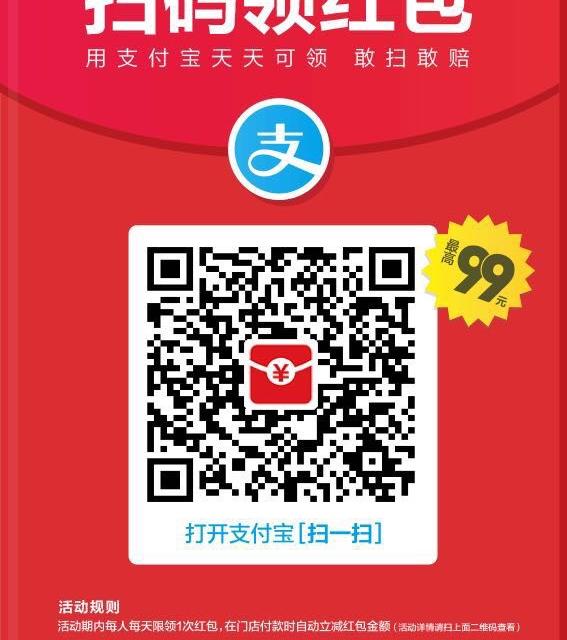 扫码领红包
用支付宝天天可领 敢扫敢赔
支
最高99元
¥
打开支付宝[扫一扫]
活动规则
活动期内每人每天限领1次红包,在门店付款时自动立减红包金额(活动详情请扫上面二维码查看)